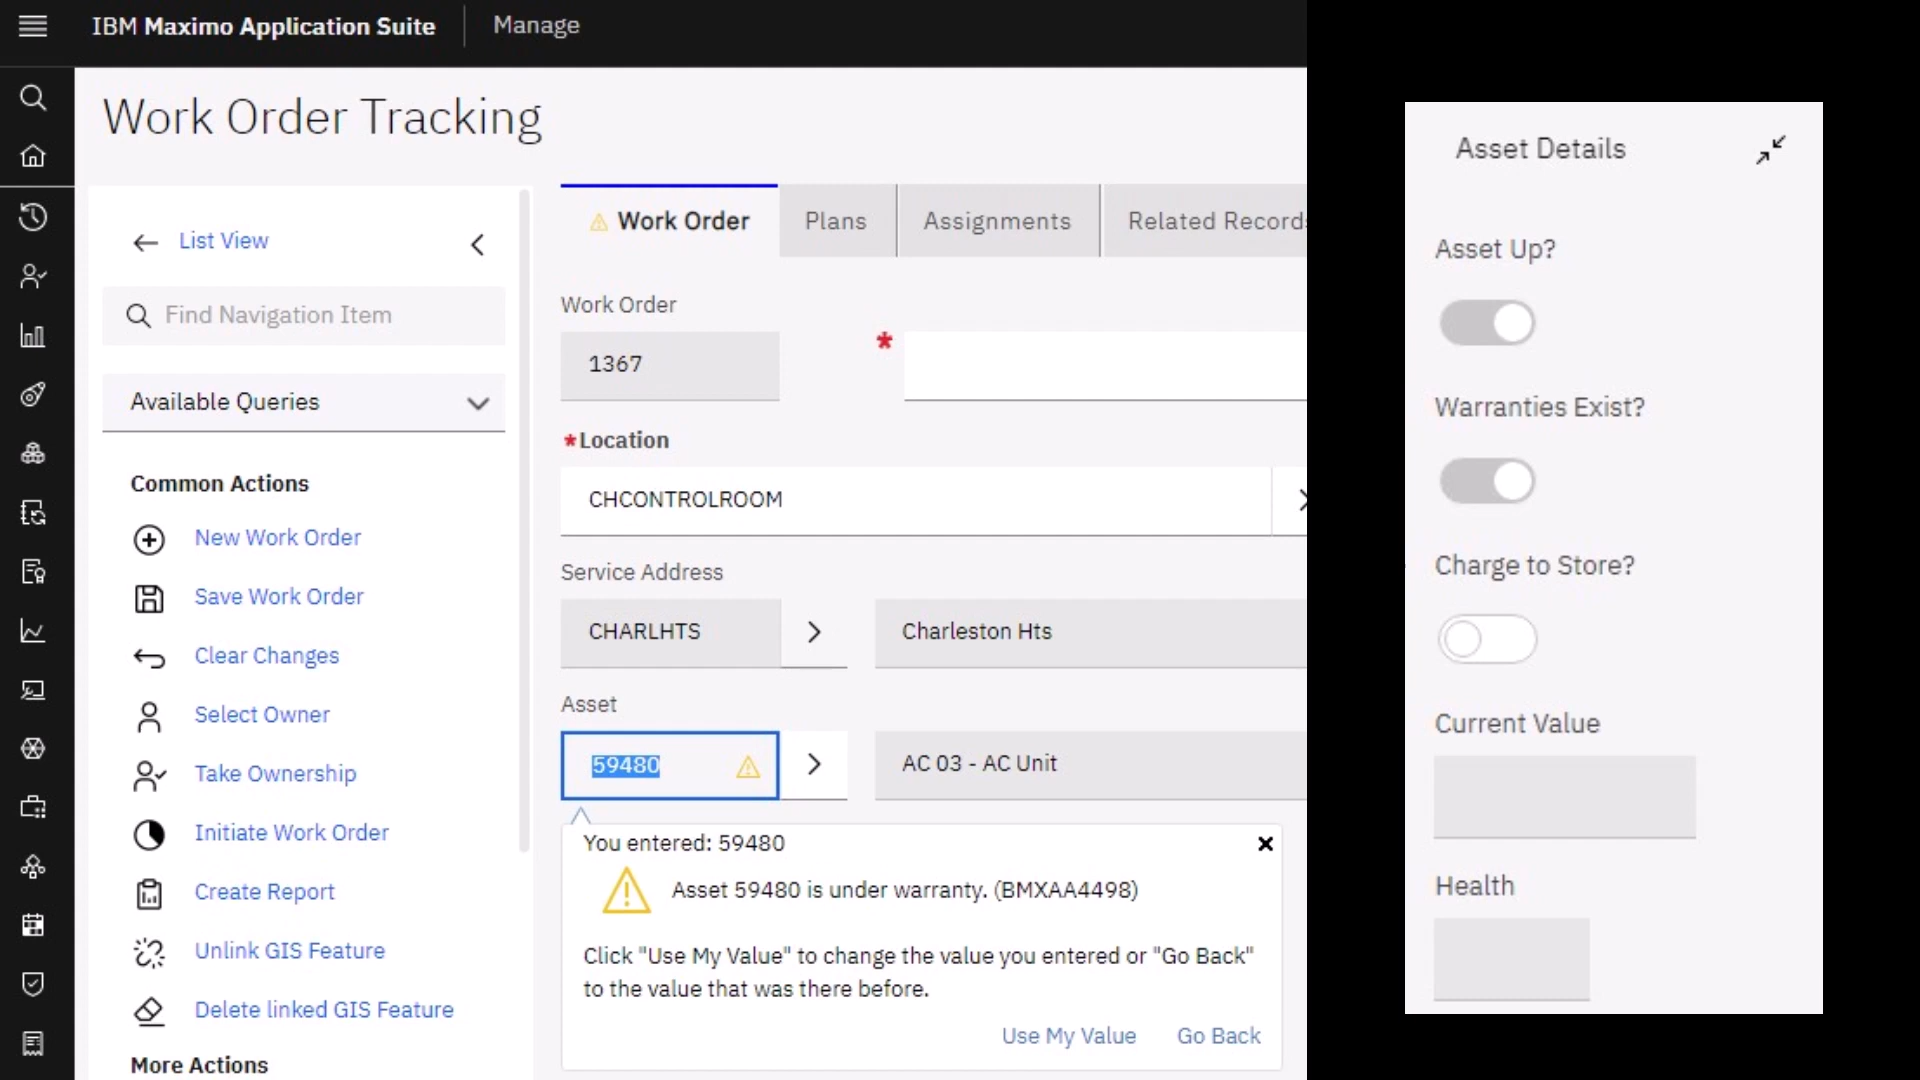 IBM Maximo Application Suite
Manage
Work Order Tracking
List View
Find Navigation Item
Available Queries
Common Actions
New Work Order
Save Work Order
Clear Changes
Select Owner
Take Ownership
Initiate Work Order
Create Report
Unlink GIS Feature
Delete linked GIS Feature
More Actions
Work Order
Plans
Assignments
Related Records
Work Order
1367
*
*Location
CHCONTROLROOM
Service Address
CHARLHTS
Charleston Hts
Asset
59480
AC 03 - AC Unit
You entered: 59480
Asset 59480 is under warranty. (BMXAA4498)
Click "Use My Value" to change the value you entered or "Go Back"
to the value that was there before.
Use My Value
Go Back
Asset Details
Asset Up?
Warranties Exist?
Charge to Store?
Current Value
Health